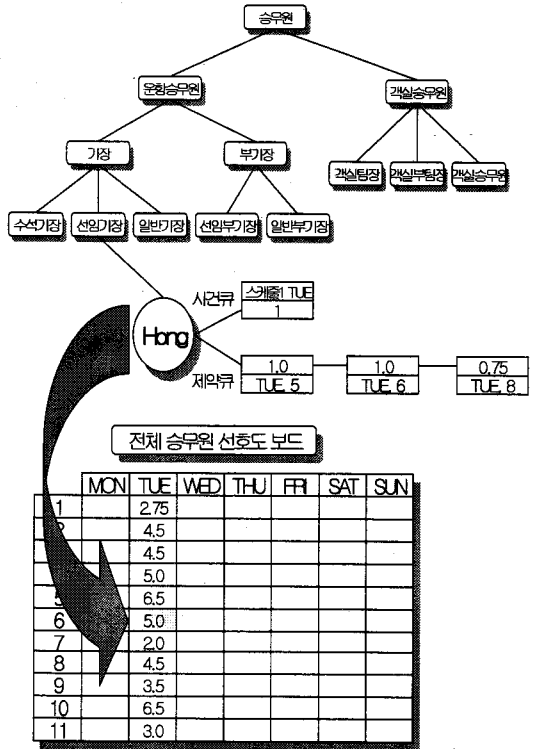 승무원
운항승무원
객실승무원
기장
부기장
객실팀장
객실부팀장
객실승무원
수석기장
선임기장
일반기장
선임부기장
일반부기장
Hong
사건큐
스케줄1 TUE
1
제약큐
1.0
TUE, 5
1.0
TUE, 6
0.75
TUE, 8
전체 승무원 선호도 보드
MON TUE WED THU FRI SAT SUN
1 2.75
4.5
4.5
5.0
5 6.5
6 5.0
7 2.0
8 4.5
9 3.5
10 6.5
11 3.0